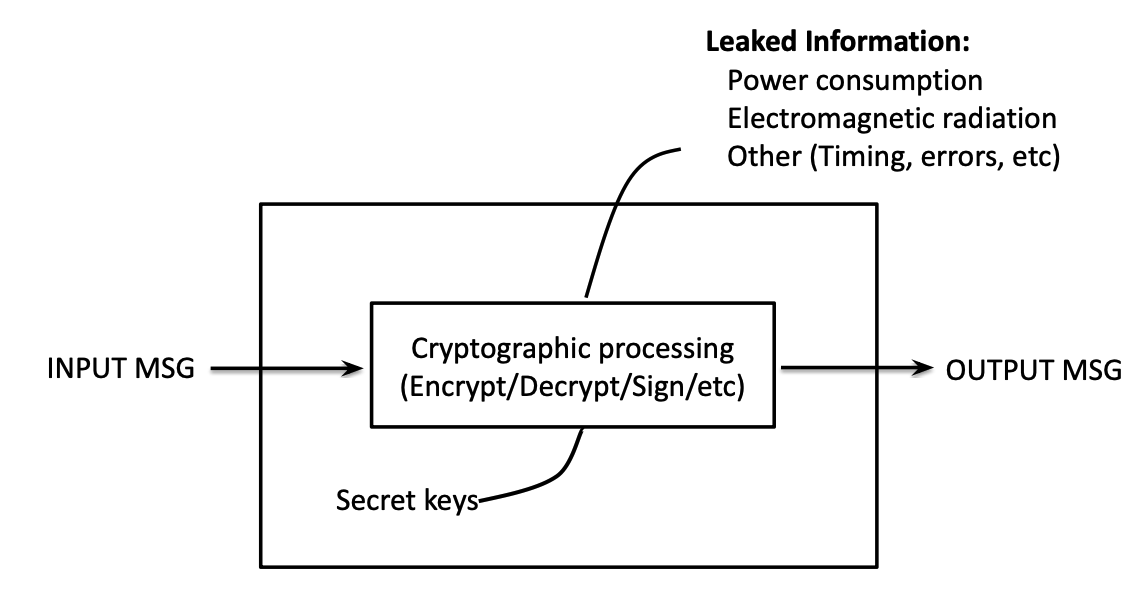 Leaked Information:
Power consumption
Electromagnetic radiation
Other (Timing, errors, etc)
INPUT MSG
Cryptographic processing
(Encrypt/Decrypt/Sign/etc)
OUTPUT MSG
Secret keys